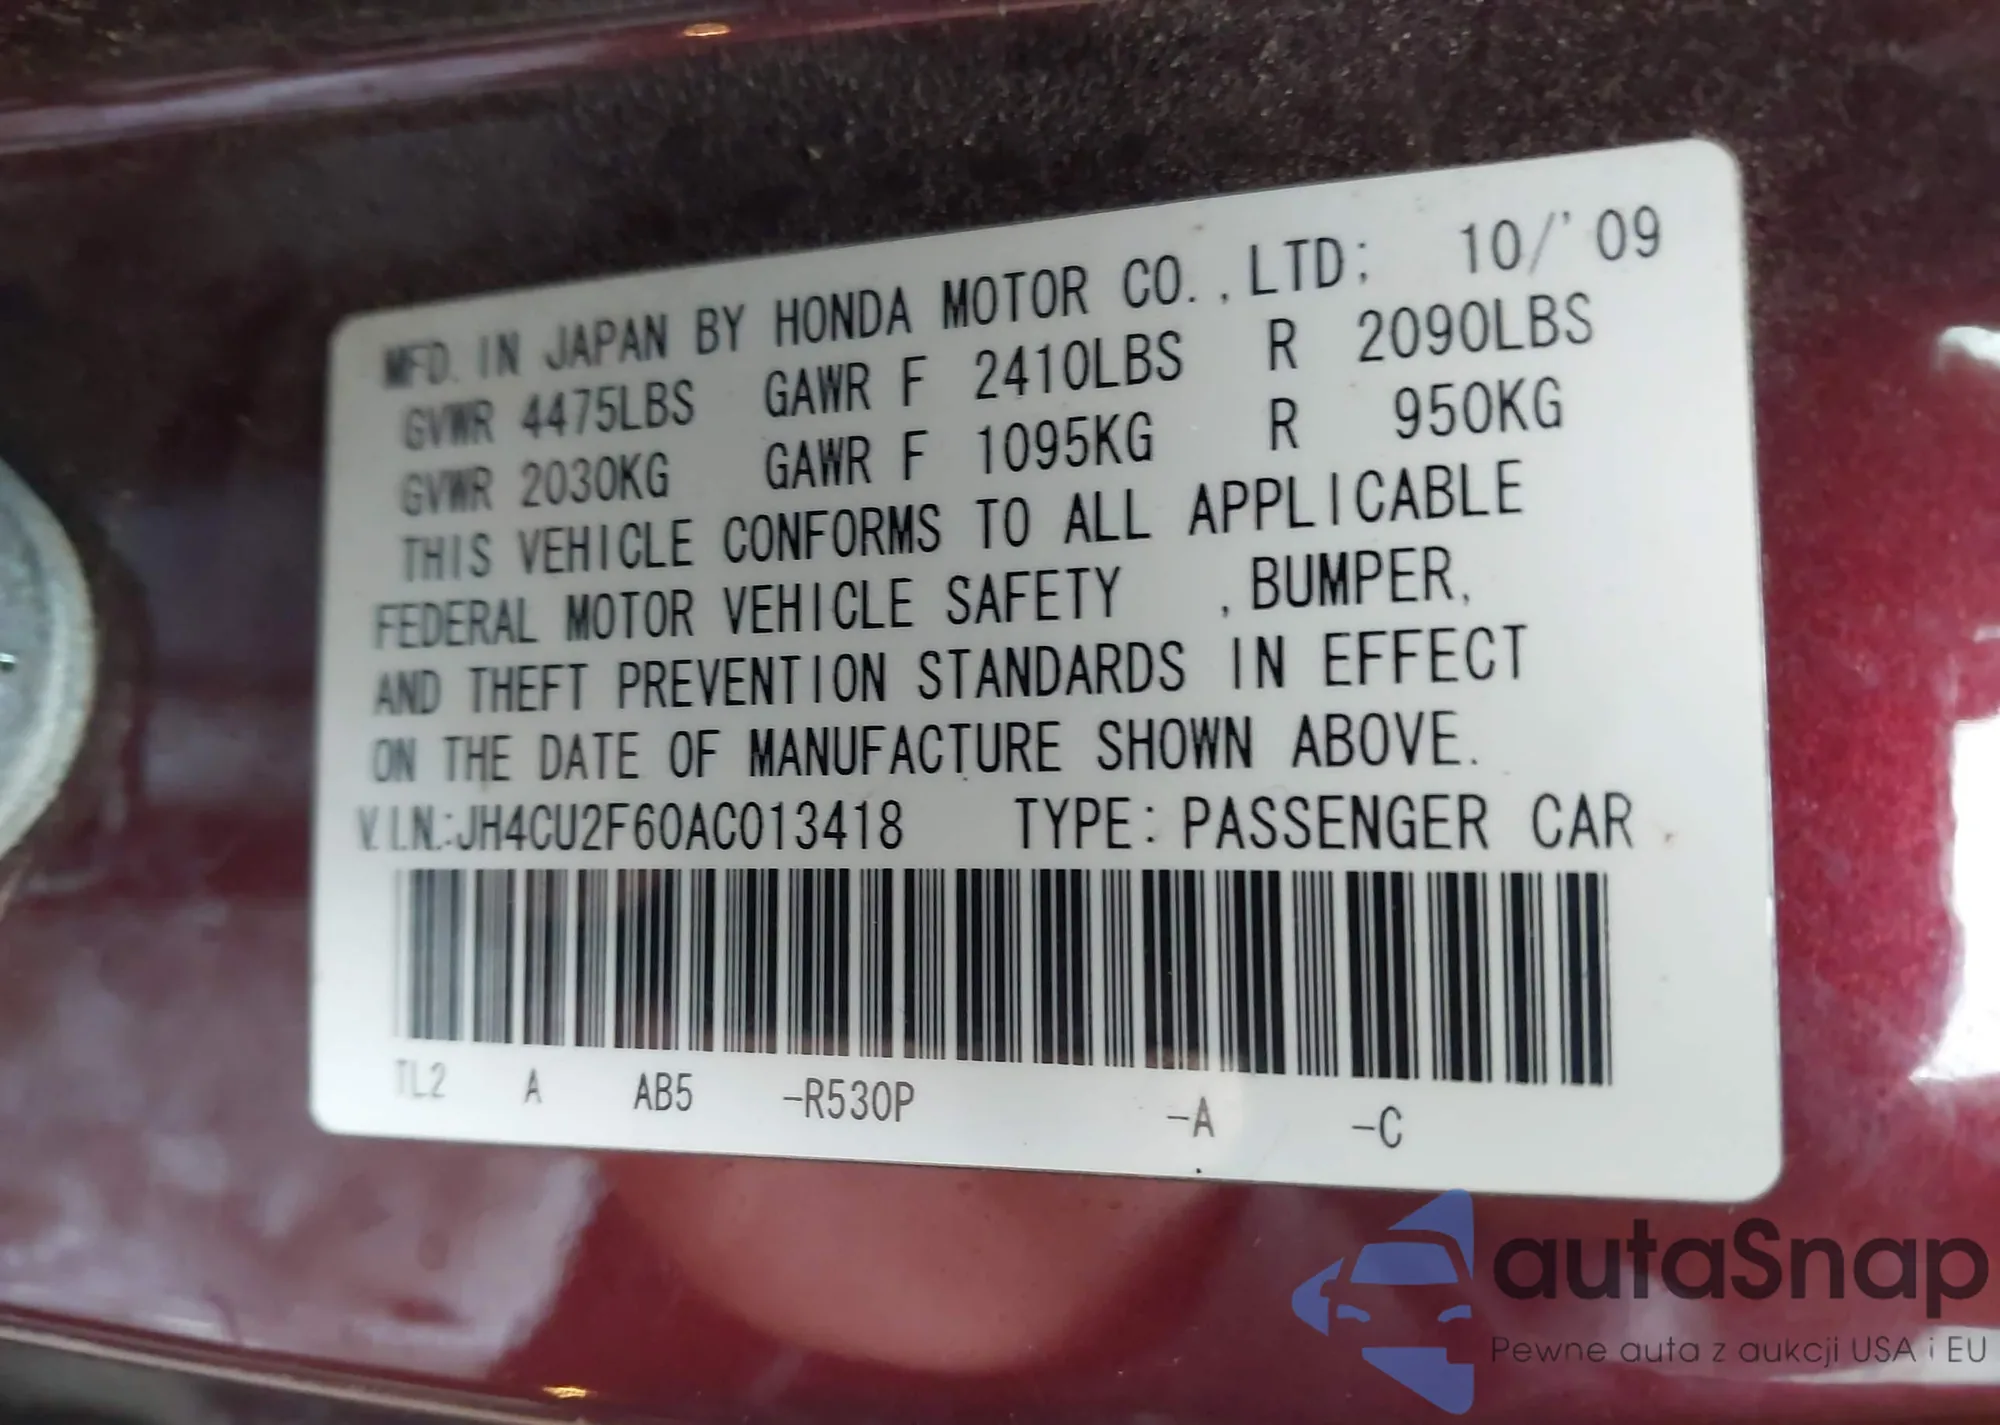 MFD. IN JAPAN BY HONDA MOTOR CO.,LTD; 10/'09
GVWR 4475LBS GAWR F 2410LBS R 2090LBS
GVWR 2030KG GAWR F 1095KG R 950KG
THIS VEHICLE CONFORMS TO ALL APPLICABLE
FEDERAL MOTOR VEHICLE SAFETY ,BUMPER,
AND THEFT PREVENTION STANDARDS IN EFFECT
ON THE DATE OF MANUFACTURE SHOWN ABOVE.
V.I.N.:JH4CU2F60AC013418 TYPE: PASSENGER CAR
TL2 A AB5 -R530P -A -C
autaSnap
Pewne auta z aukcji USA i EU